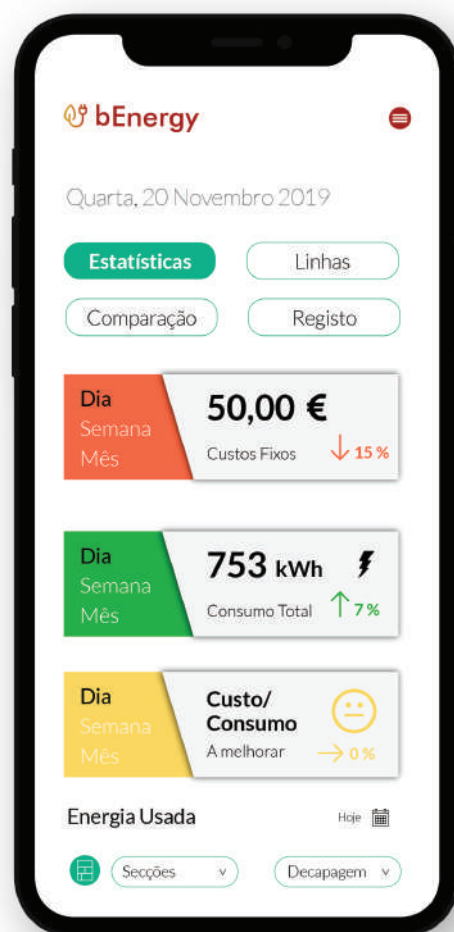 bEnergy
Quarta, 20 Novembro 2019
Estatísticas
Linhas
Comparação
Registo
Dia
Semana
Mês
50,00 €
Custos Fixos
15 %
Dia
Semana
Mês
753 kWh
Consumo Total
7 %
Dia
Semana
Mês
Custo/
Consumo
A melhorar
0 %
Energia Usada
Hoje
Secções
Decapagem